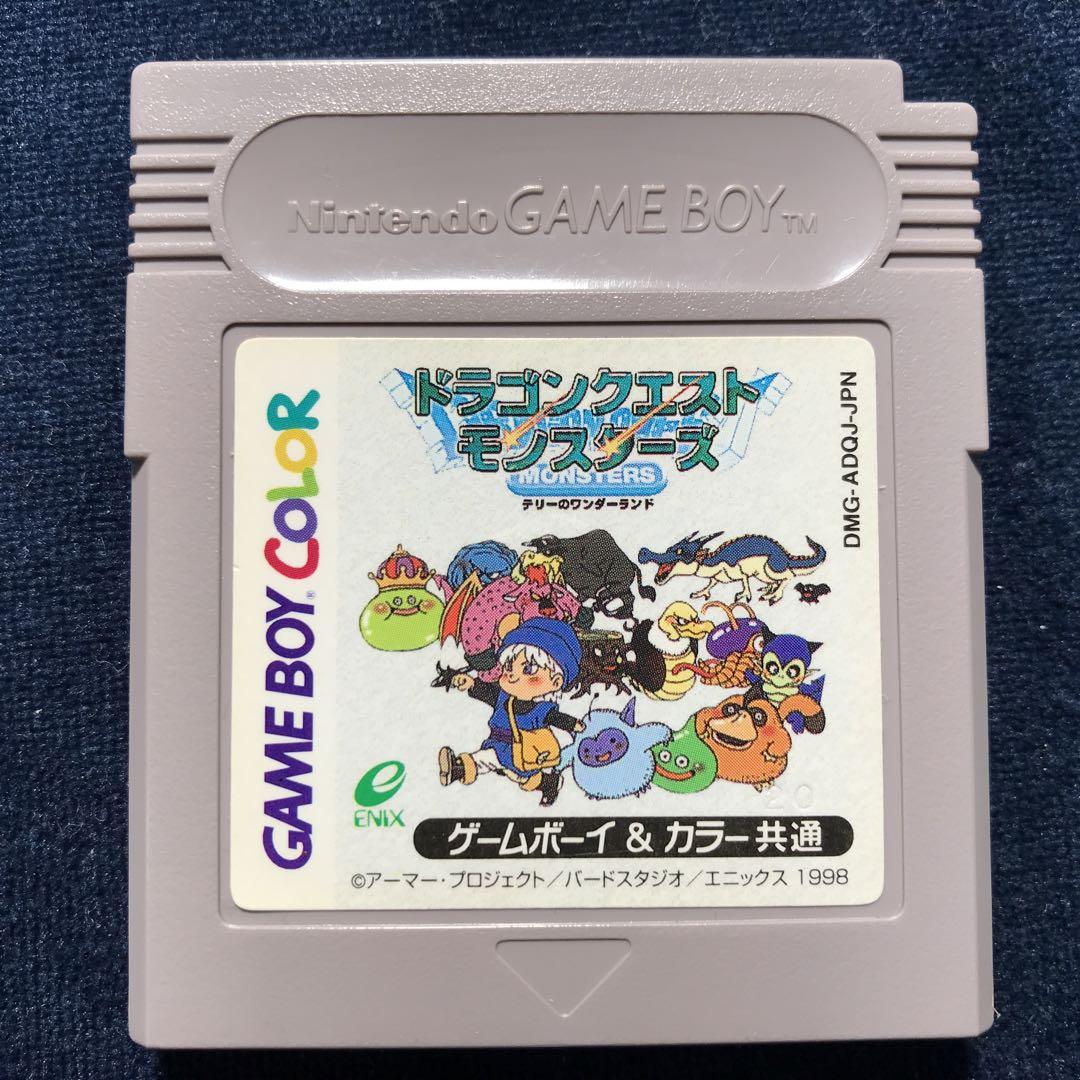 Nintendo GAME BOY TM
GAME BOY COLOR
ドラゴンクエスト
モンスターズ
MONSTERS
テリーのワンダーランド
DMG-ADQJ-JPN
ENIX
20
ゲームボーイ & カラー共通
©アーマー・プロジェクト/バードスタジオ/エニックス 1998